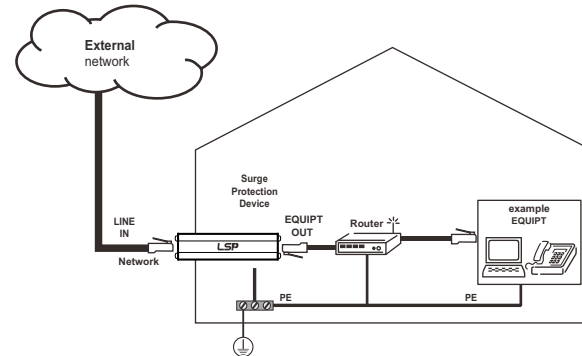 External
network
Surge
Protection
Device
LINE
IN
EQUIPT
OUT
Router
example
EQUIPT
LSP
Network
PE
PE